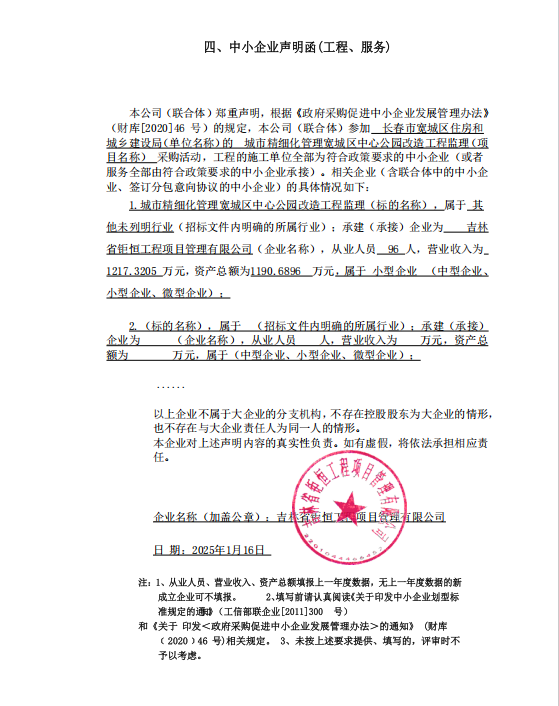 四、中小企业声明函(工程、服务)
本公司（联合体）郑重声明，根据《政府采购促进中小企业发展管理办法》
（财库[2020]46 号）的规定，本公司（联合体）参加 长春市宽城区住房和
城乡建设局(单位名称)的 城市精细化管理宽城区中心公园改造工程监理(项
目名称) 采购活动，工程的施工单位全部为符合政策要求的中小企业（或者
服务全部由符合政策要求的中小企业承接）。相关企业（含联合体中的中小企
业、签订分包意向协议的中小企业）的具体情况如下：
1.城市精细化管理宽城区中心公园改造工程监理（标的名称），属于 其
他未列明行业（招标文件内明确的所属行业）；承建（承接）企业为 吉林
省钜恒工程项目管理有限公司（企业名称），从业人员 96 人，营业收入为
1217.3205 万元，资产总额为1190.6896 万元，属于 小型企业 （中型企业、
小型企业、微型企业）；
2.（标的名称），属于 （招标文件内明确的所属行业）；承建（承接）
企业为 （企业名称），从业人员 人，营业收入为 万元，资产总
额为 万元，属于（中型企业、小型企业、微型企业）；
......
以上企业不属于大企业的分支机构，不存在控股股东为大企业的情形，
也不存在与大企业责任人为同一人的情形。
本企业对上述声明内容的真实性负责。如有虚假，将依法承担相应责
任。
吉林省钜恒工程项目管理有限公司
企业名称（加盖公章）：吉林省钜恒工程项目管理有限公司
日 期：2025年1月16日
注：1、从业人员、营业收入、资产总额填报上一年度数据，无上一年度数据的新
成立企业可不填报。 2、填写前请认真阅读《关于印发中小企业划型标
准规定的通知》（工信部联企业[2011]300 号）
和《关于 印发＜政府采购促进中小企业发展管理办法＞的通知》（财库
﹝2020﹞46 号)相关规定。 3、未按上述要求提供、填写的，评审时不
予以考虑。